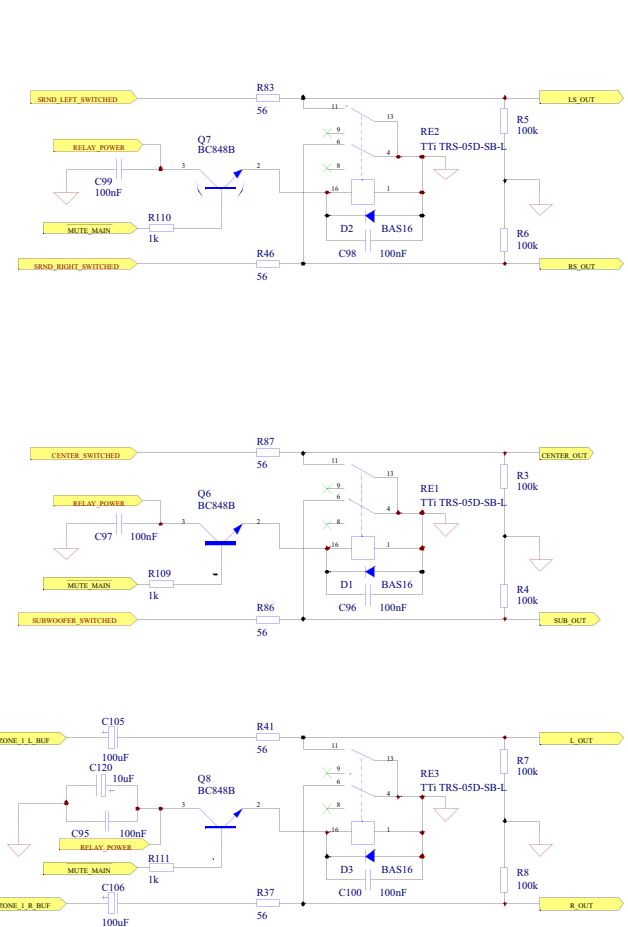 R83
SRND_LEFT_SWITCHED
56
LS_OUT
11
13
R5
100k
Q7
BC848B
RE2
TTi TRS-05D-SB-L
9
6
4
RELAY_POWER
3
2
8
C99
100nF
16
1
R110
1k
MUTE_MAIN
D2
BAS16
R6
100k
R46
C98
100nF
SRND_RIGHT_SWITCHED
56
RS_OUT
R87
CENTER_SWITCHED
56
CENTER_OUT
11
13
R3
100k
Q6
BC848B
RE1
TTi TRS-05D-SB-L
9
6
4
RELAY_POWER
3
2
8
C97
100nF
16
1
R109
1k
MUTE_MAIN
D1
BAS16
R4
100k
R86
C96
100nF
SUBWOOFER_SWITCHED
56
SUB_OUT
C105
R41
ZONE_1_L_BUF
56
L_OUT
100uF
11
13
R7
100k
C120
10uF
Q8
BC848B
RE3
TTi TRS-05D-SB-L
9
6
4
3
2
8
C95
100nF
16
1
RELAY_POWER
R111
1k
MUTE_MAIN
D3
BAS16
R8
100k
C106
R37
C100
100nF
ZONE_1_R_BUF
56
R_OUT
100uF